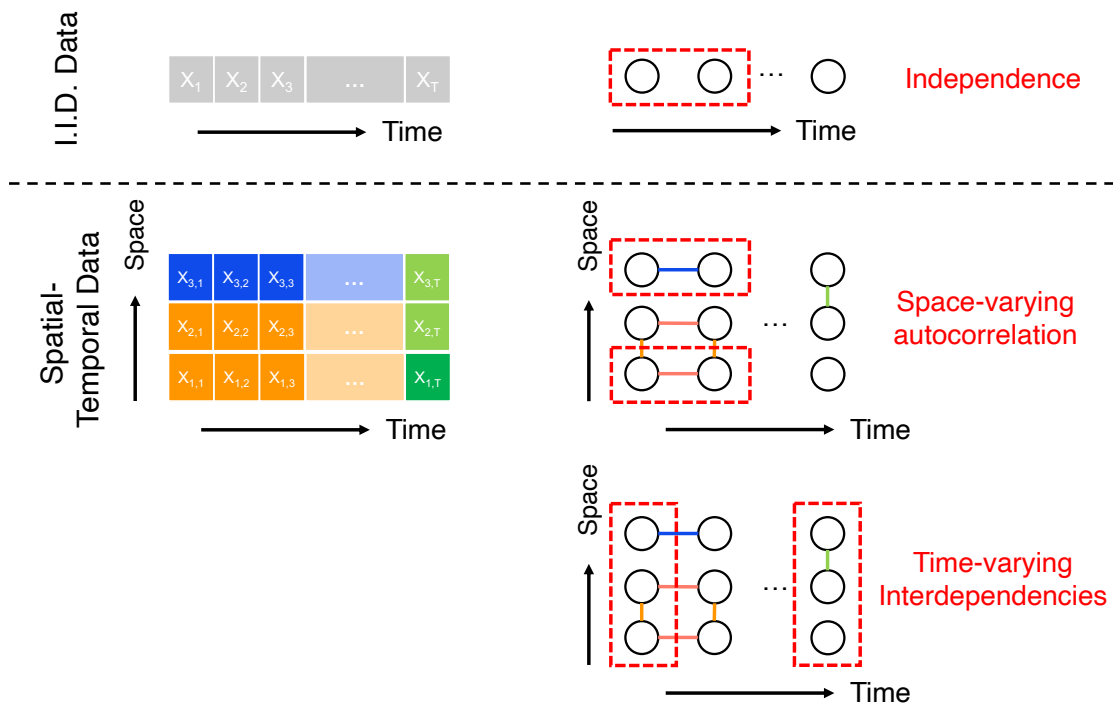 I.I.D. Data
X1 X2 X3 ... XT
Time
... 
Time
Independence
Spatial-
Temporal Data
Space
X3,1 X3,2 X3,3 ... X3,T
X2,1 X2,2 X2,3 ... X2,T
X1,1 X1,2 X1,3 ... X1,T
Time
Space
...
Time
Space-varying
autocorrelation
Space
...
Time
Time-varying
Interdependencies